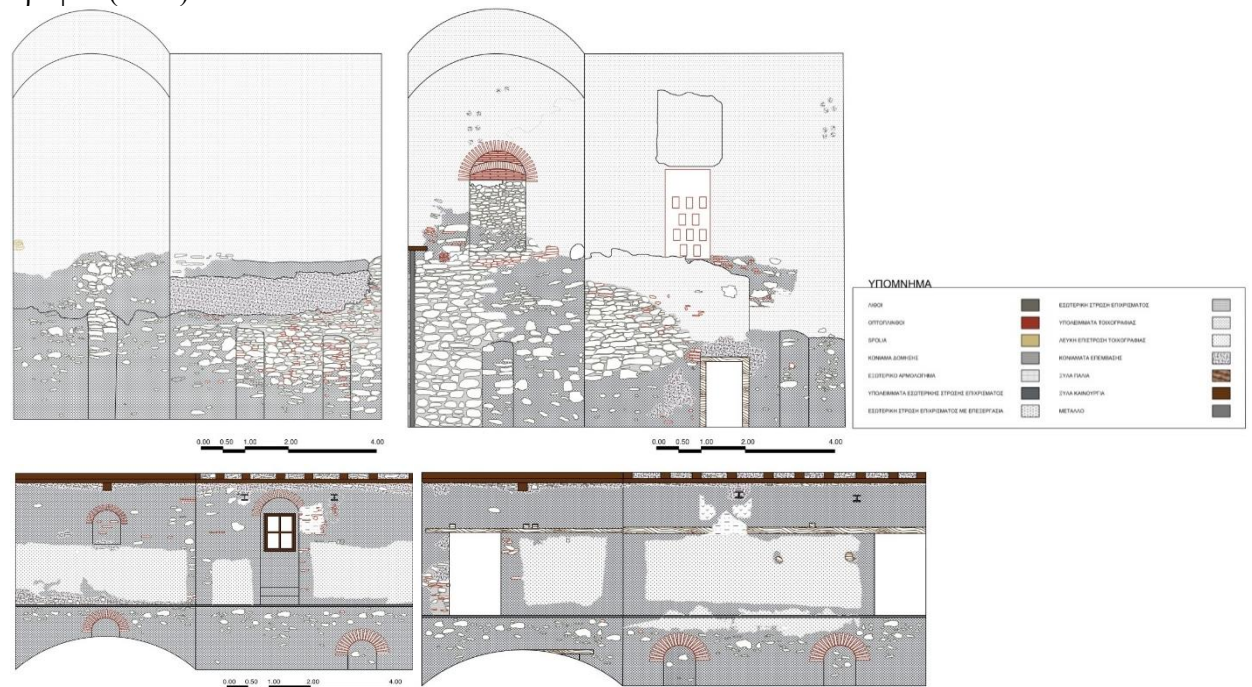 0.00 0.50 1.00 2.00 4.00
0.00 0.50 1.00 2.00 4.00
ΥΠΟΜΝΗΜΑ
ΛΙΘΟΙ
ΟΠΤΟΠΛΙΝΘΟΙ
SPOLIA
ΚΟΝΙΑΜΑ ΔΟΜΗΣΗΣ
ΕΞΩΤΕΡΙΚΟ ΑΡΜΟΛΟΓΗΜΑ
ΥΠΟΛΕΙΜΜΑΤΑ ΕΣΩΤΕΡΙΚΗΣ ΣΤΡΩΣΗΣ ΕΠΙΧΡΙΣΜΑΤΟΣ
ΕΣΩΤΕΡΙΚΗ ΣΤΡΩΣΗ ΕΠΙΧΡΙΣΜΑΤΟΣ ΜΕ ΕΠΕΞΕΡΓΑΣΙΑ
ΕΞΩΤΕΡΙΚΗ ΣΤΡΩΣΗ ΕΠΙΧΡΙΣΜΑΤΟΣ
ΥΠΟΛΕΙΜΜΑΤΑ ΤΟΙΧΟΓΡΑΦΙΑΣ
ΛΕΥΚΗ ΕΠΙΣΤΡΩΣΗ ΤΟΙΧΟΓΡΑΦΙΑΣ
ΚΟΝΙΑΜΑΤΑ ΕΠΕΜΒΑΣΗΣ
ΞΥΛΑ ΠΑΛΙΑ
ΞΥΛΑ ΚΑΙΝΟΥΡΓΙΑ
ΜΕΤΑΛΛΟ
0.00 0.50 1.00 2.00 4.00